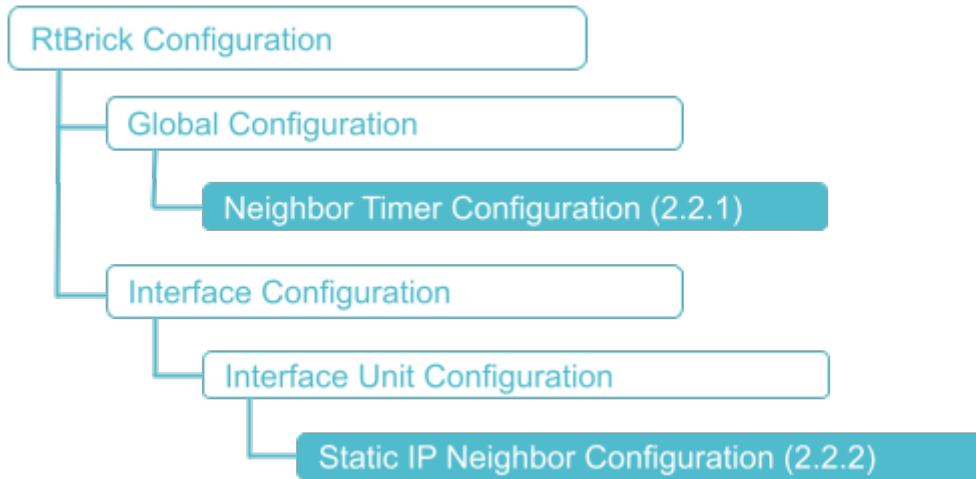 RtBrick Configuration
Global Configuration
Neighbor Timer Configuration (2.2.1)
Interface Configuration
Interface Unit Configuration
Static IP Neighbor Configuration (2.2.2)